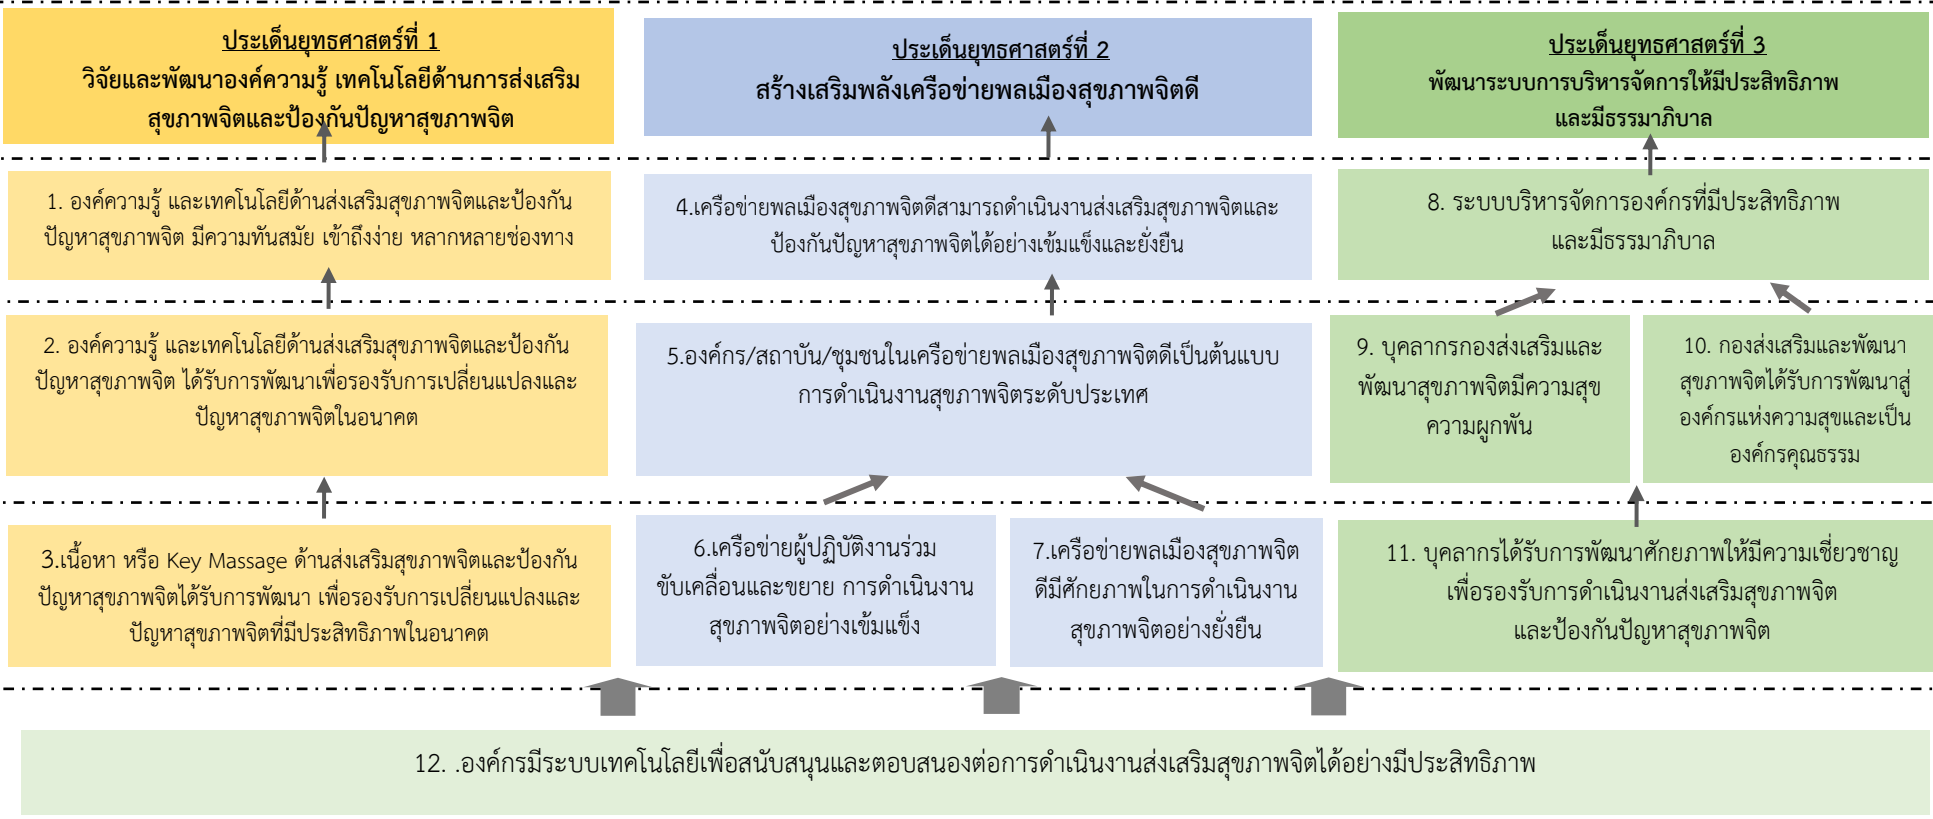 ประเด็นยุทธศาสตร์ที่ 1
วิจัยและพัฒนาองค์ความรู้ เทคโนโลยีด้านการส่งเสริม
สุขภาพจิตและป้องกันปัญหาสุขภาพจิต
ประเด็นยุทธศาสตร์ที่ 2
สร้างเสริมพลังเครือข่ายพลเมืองสุขภาพจิตดี
ประเด็นยุทธศาสตร์ที่ 3
พัฒนาระบบการบริหารจัดการให้มีประสิทธิภาพ
และมีธรรมาภิบาล
1. องค์ความรู้ และเทคโนโลยีด้านส่งเสริมสุขภาพจิตและป้องกัน
ปัญหาสุขภาพจิต มีความทันสมัย เข้าถึงง่าย หลากหลายช่องทาง
4.เครือข่ายพลเมืองสุขภาพจิตดีสามารถดำเนินงานส่งเสริมสุขภาพจิตและ
ป้องกันปัญหาสุขภาพจิตได้อย่างเข้มแข็งและยั่งยืน
8. ระบบบริหารจัดการองค์กรที่มีประสิทธิภาพ
และมีธรรมาภิบาล
2. องค์ความรู้ และเทคโนโลยีด้านส่งเสริมสุขภาพจิตและป้องกัน
ปัญหาสุขภาพจิต ได้รับการพัฒนาเพื่อรองรับการเปลี่ยนแปลงและ
ปัญหาสุขภาพจิตในอนาคต
5.องค์กร/สถาบัน/ชุมชนในเครือข่ายพลเมืองสุขภาพจิตดีเป็นต้นแบบ
การดำเนินงานสุขภาพจิตระดับประเทศ
9. บุคลากรกองส่งเสริมและ
พัฒนาสุขภาพจิตมีความสุข
ความผูกพัน
10. กองส่งเสริมและพัฒนา
สุขภาพจิตได้รับการพัฒนาสู่
องค์กรแห่งความสุขและเป็น
องค์กรคุณธรรม
3.เนื้อหา หรือ Key Massage ด้านส่งเสริมสุขภาพจิตและป้องกัน
ปัญหาสุขภาพจิตได้รับการพัฒนา เพื่อรองรับการเปลี่ยนแปลงและ
ปัญหาสุขภาพจิตที่มีประสิทธิภาพในอนาคต
6.เครือข่ายผู้ปฏิบัติงานร่วม
ขับเคลื่อนและขยาย การดำเนินงาน
สุขภาพจิตอย่างเข้มแข็ง
7.เครือข่ายพลเมืองสุขภาพจิต
ดีมีศักยภาพในการดำเนินงาน
สุขภาพจิตอย่างยั่งยืน
11. บุคลากรได้รับการพัฒนาศักยภาพให้มีความเชี่ยวชาญ
เพื่อรองรับการดำเนินงานส่งเสริมสุขภาพจิต
และป้องกันปัญหาสุขภาพจิต
12. .องค์กรมีระบบเทคโนโลยีเพื่อสนับสนุนและตอบสนองต่อการดำเนินงานส่งเสริมสุขภาพจิตได้อย่างมีประสิทธิภาพ